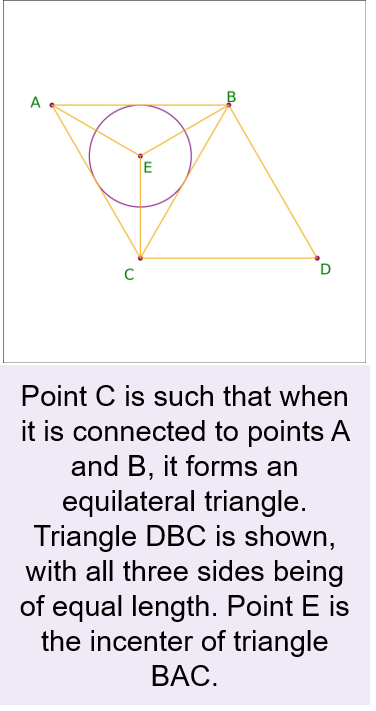 A
B
E
C
D
Point C is such that when
it is connected to points A
and B, it forms an
equilateral triangle.
Triangle DBC is shown,
with all three sides being
of equal length. Point E is
the incenter of triangle
BAC.